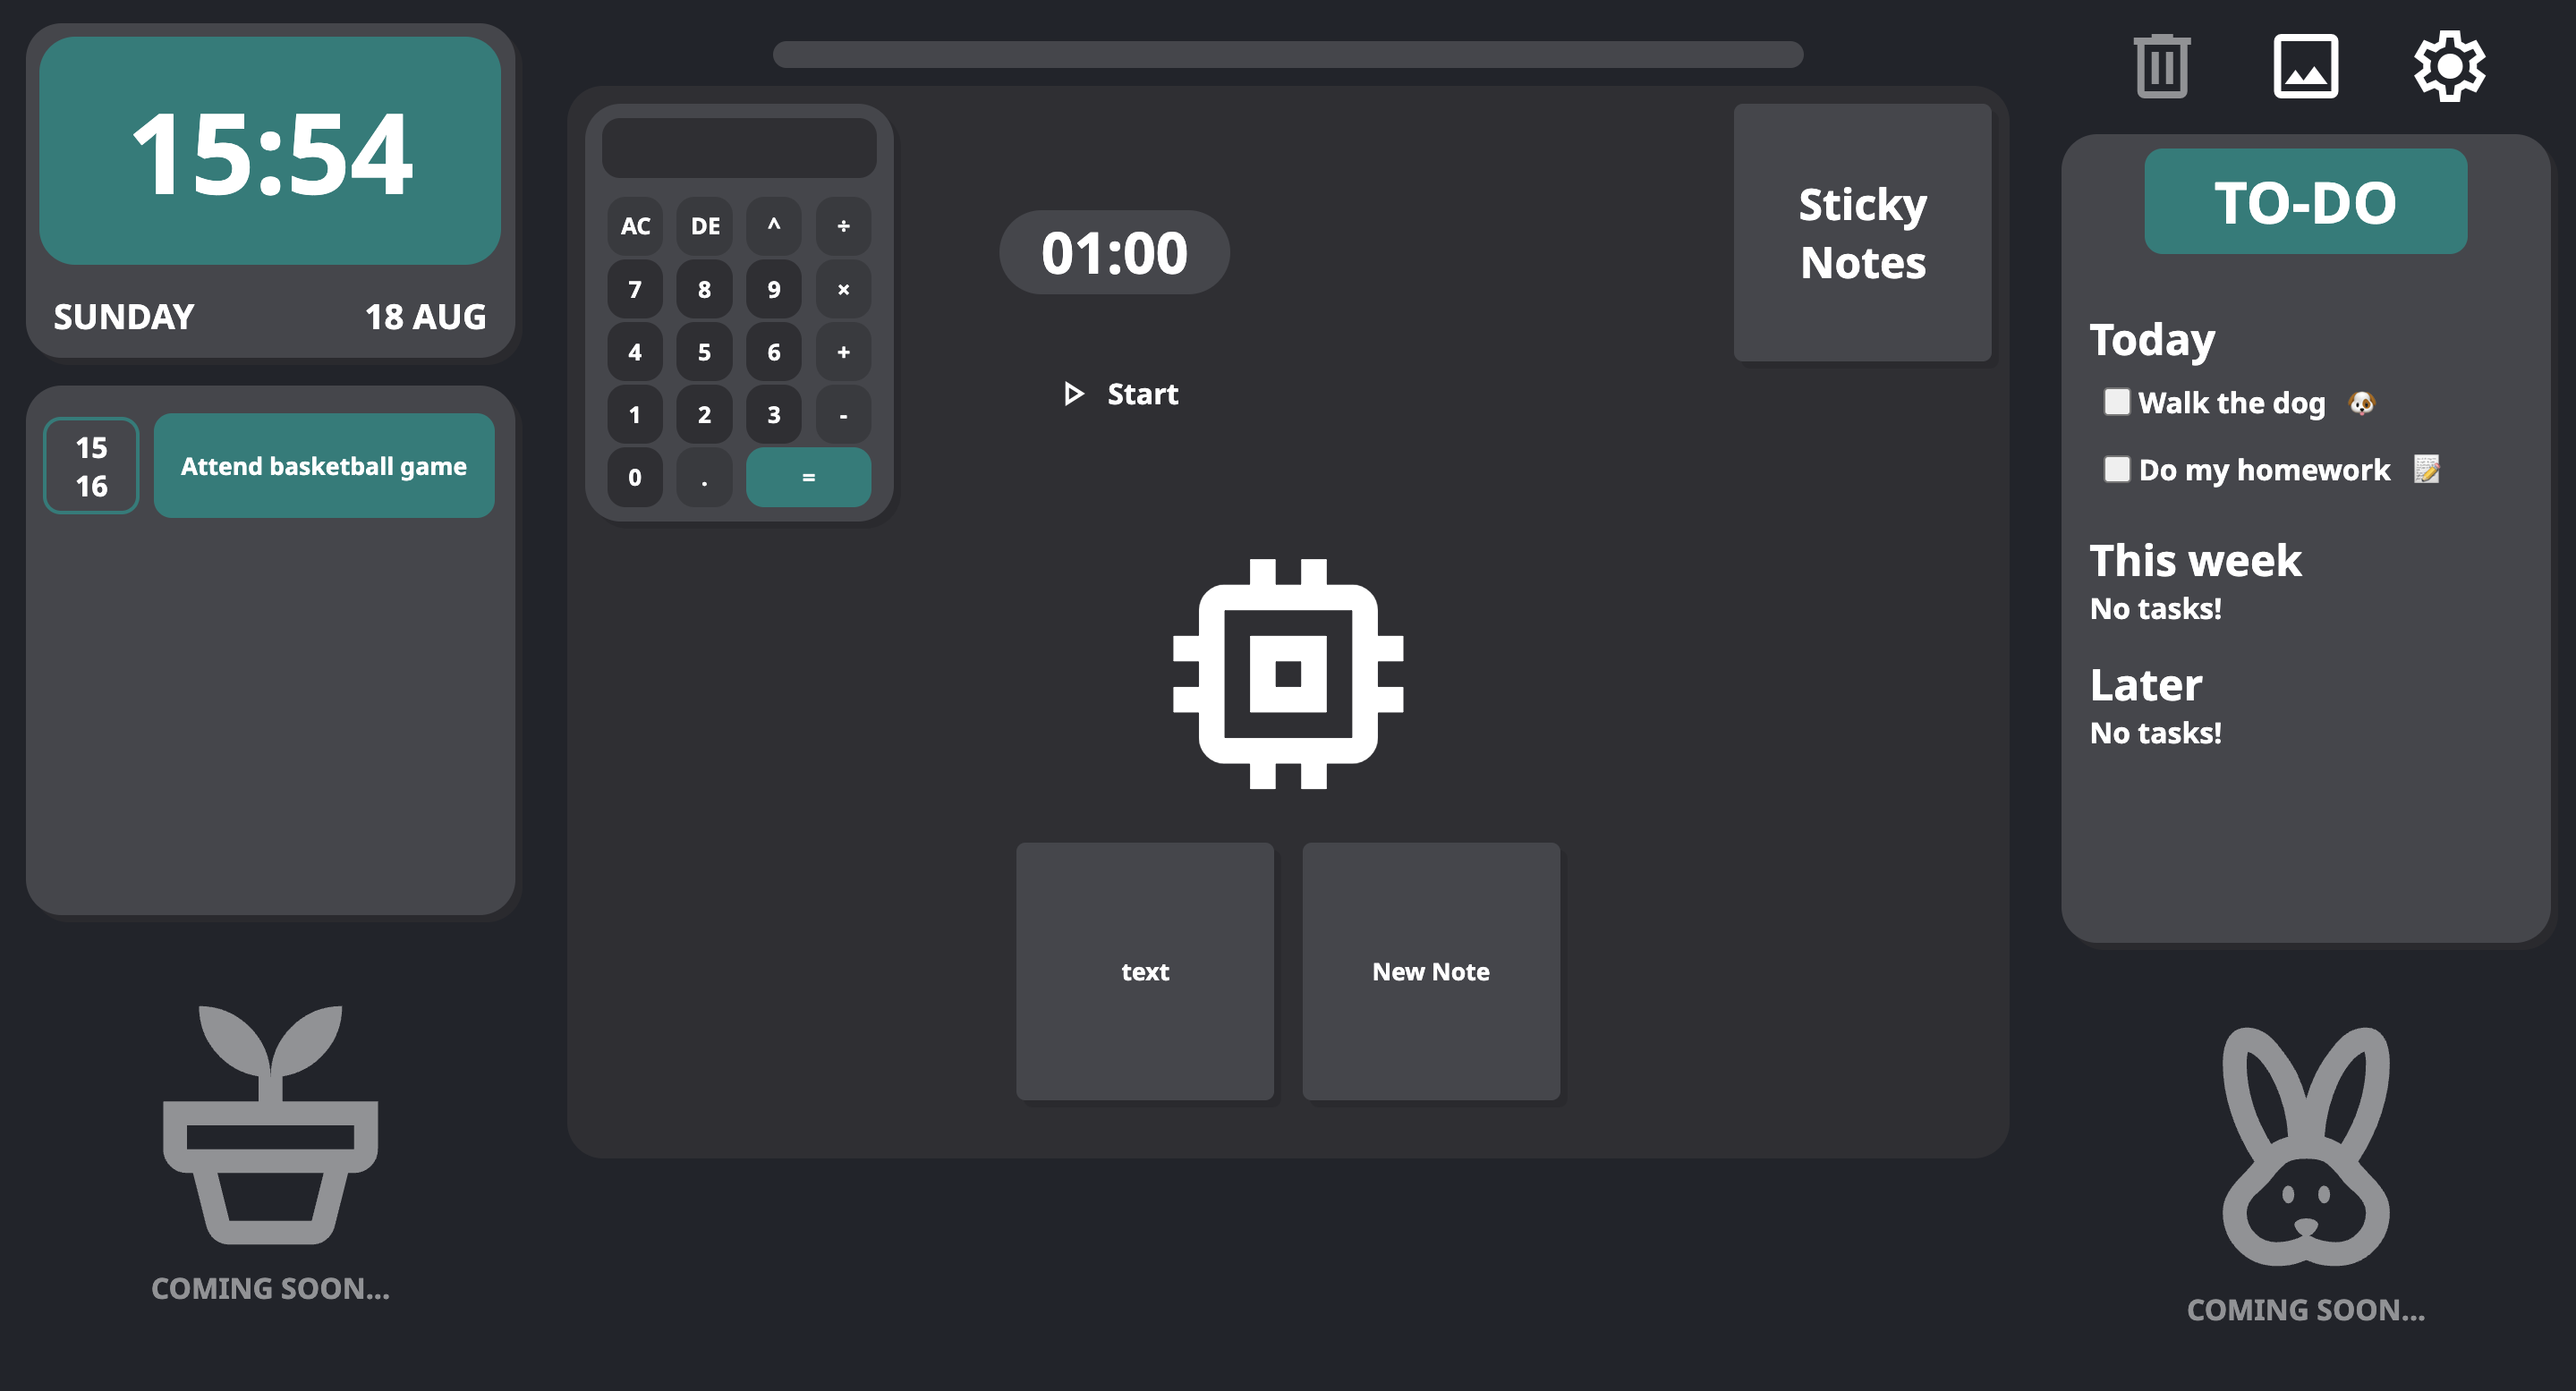 15:54
SUNDAY 18 AUG
15
16
Attend basketball game
COMING SOON...
AC DE ^ ÷
7 8 9 ×
4 5 6 +
1 2 3 -
0 . =
01:00
Start
Sticky
Notes
text
New Note
TO-DO
Today
Walk the dog 🐶
Do my homework 📝
This week
No tasks!
Later
No tasks!
COMING SOON...